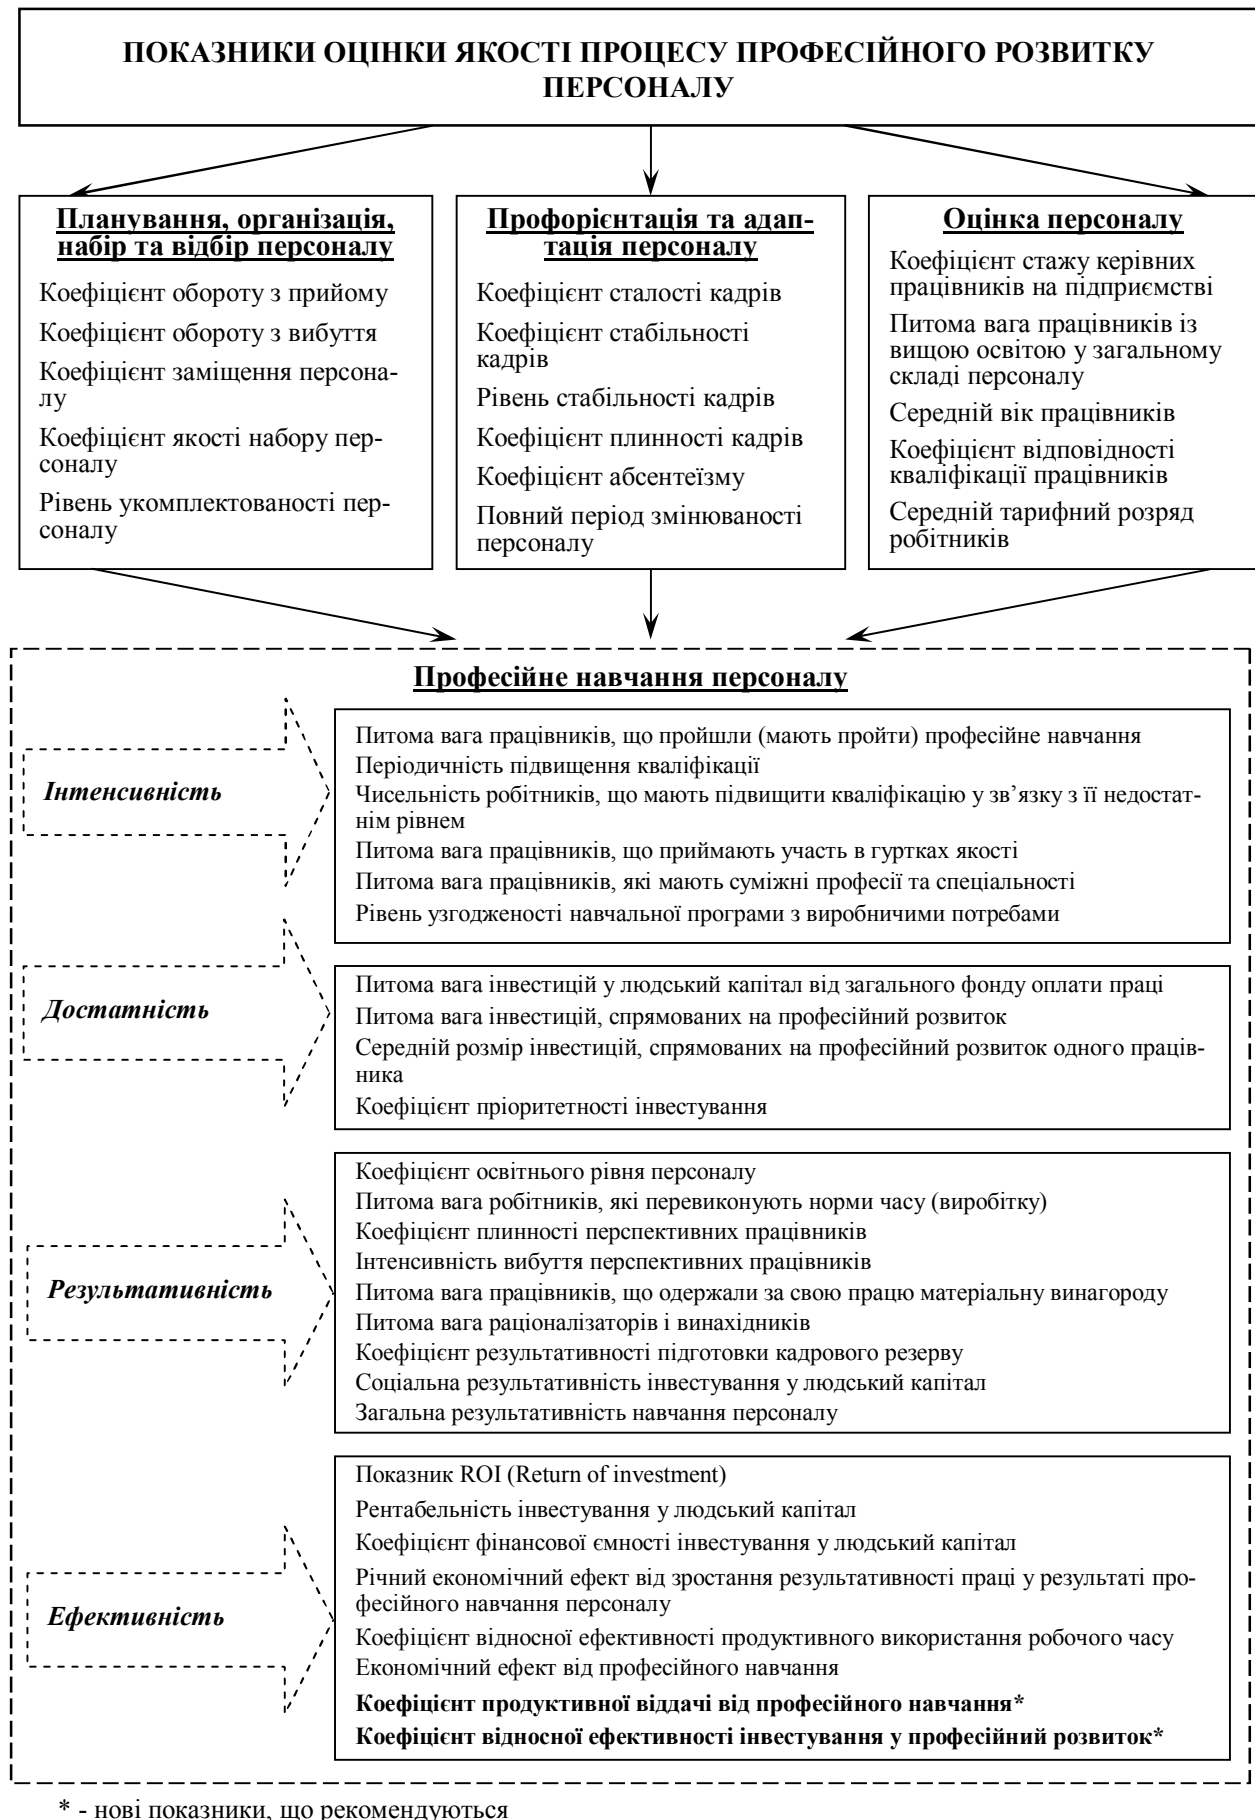 ПОКАЗНИКИ ОЦІНКИ ЯКОСТІ ПРОЦЕСУ ПРОФЕСІЙНОГО РОЗВИТКУ
ПЕРСОНАЛУ
Планування, організація,
набір та відбір персоналу
Коефіцієнт обороту з прийому
Коефіцієнт обороту з вибуття
Коефіцієнт заміщення персона-
лу
Коефіцієнт якості набору пер-
соналу
Рівень укомплектованості пер-
соналу
Профорієнтація та адап-
тація персоналу
Коефіцієнт сталості кадрів
Коефіцієнт стабільності
кадрів
Рівень стабільності кадрів
Коефіцієнт плинності кадрів
Коефіцієнт абсентеїзму
Повний період змінюваності
персоналу
Оцінка персоналу
Коефіцієнт стажу керівних
працівників на підприємстві
Питома вага працівників із
вищою освітою у загальному
складі персоналу
Середній вік працівників
Коефіцієнт відповідності
кваліфікації працівників
Середній тарифний розряд
робітників
Професійне навчання персоналу
Інтенсивність
Питома вага працівників, що пройшли (мають пройти) професійне навчання
Періодичність підвищення кваліфікації
Чисельність робітників, що мають підвищити кваліфікацію у зв’язку з її недостат-
нім рівнем
Питома вага працівників, що приймають участь в гуртках якості
Питома вага працівників, які мають суміжні професії та спеціальності
Рівень узгодженості навчальної програми з виробничими потребами
Достатність
Питома вага інвестицій у людський капітал від загального фонду оплати праці
Питома вага інвестицій, спрямованих на професійний розвиток
Середній розмір інвестицій, спрямованих на професійний розвиток одного праців-
ника
Коефіцієнт пріоритетності інвестування
Результативність
Коефіцієнт освітнього рівня персоналу
Питома вага робітників, які перевиконують норми часу (виробітку)
Коефіцієнт плинності перспективних працівників
Інтенсивність вибуття перспективних працівників
Питома вага працівників, що одержали за свою працю матеріальну винагороду
Питома вага раціоналізаторів і винахідників
Коефіцієнт результативності підготовки кадрового резерву
Соціальна результативність інвестування у людський капітал
Загальна результативність навчання персоналу
Ефективність
Показник ROI (Return of investment)
Рентабельність інвестування у людський капітал
Коефіцієнт фінансової ємності інвестування у людський капітал
Річний економічний ефект від зростання результативності праці у результаті про-
фесійного навчання персоналу
Коефіцієнт відносної ефективності продуктивного використання робочого часу
Економічний ефект від професійного навчання
Коефіцієнт продуктивної віддачі від професійного навчання*
Коефіцієнт відносної ефективності інвестування у професійний розвиток*
* - нові показники, що рекомендуються